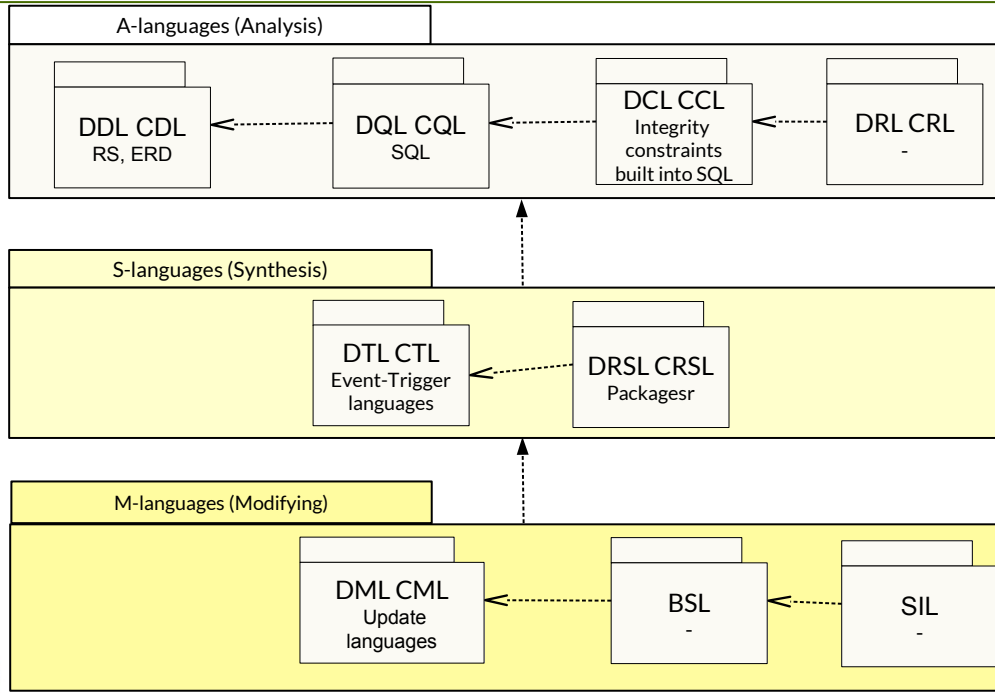 A-languages (Analysis)
DDL CDL
RS, ERD
DQL CQL
SQL
DCL CCL
Integrity
constraints
built into SQL
DRL CRL
-
S-languages (Synthesis)
DTL CTL
Event-Trigger
languages
DRSL CRSL
Packagesr
M-languages (Modifying)
DML CML
Update
languages
BSL
-
SIL
-